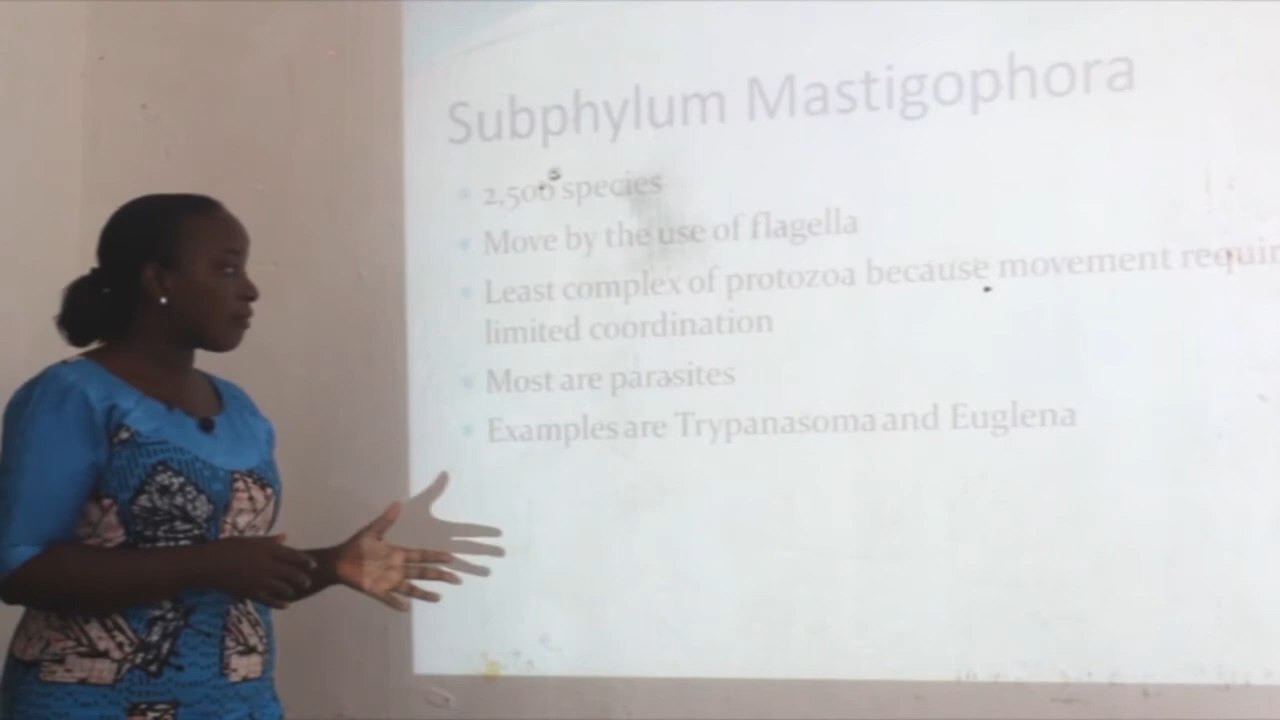 Subphylum Mastigophora
2,500 species
Move by the use of flagella
Least complex of protozoa because movement requir
limited coordination
Most are parasites
Examples are Trypanasoma and Euglena